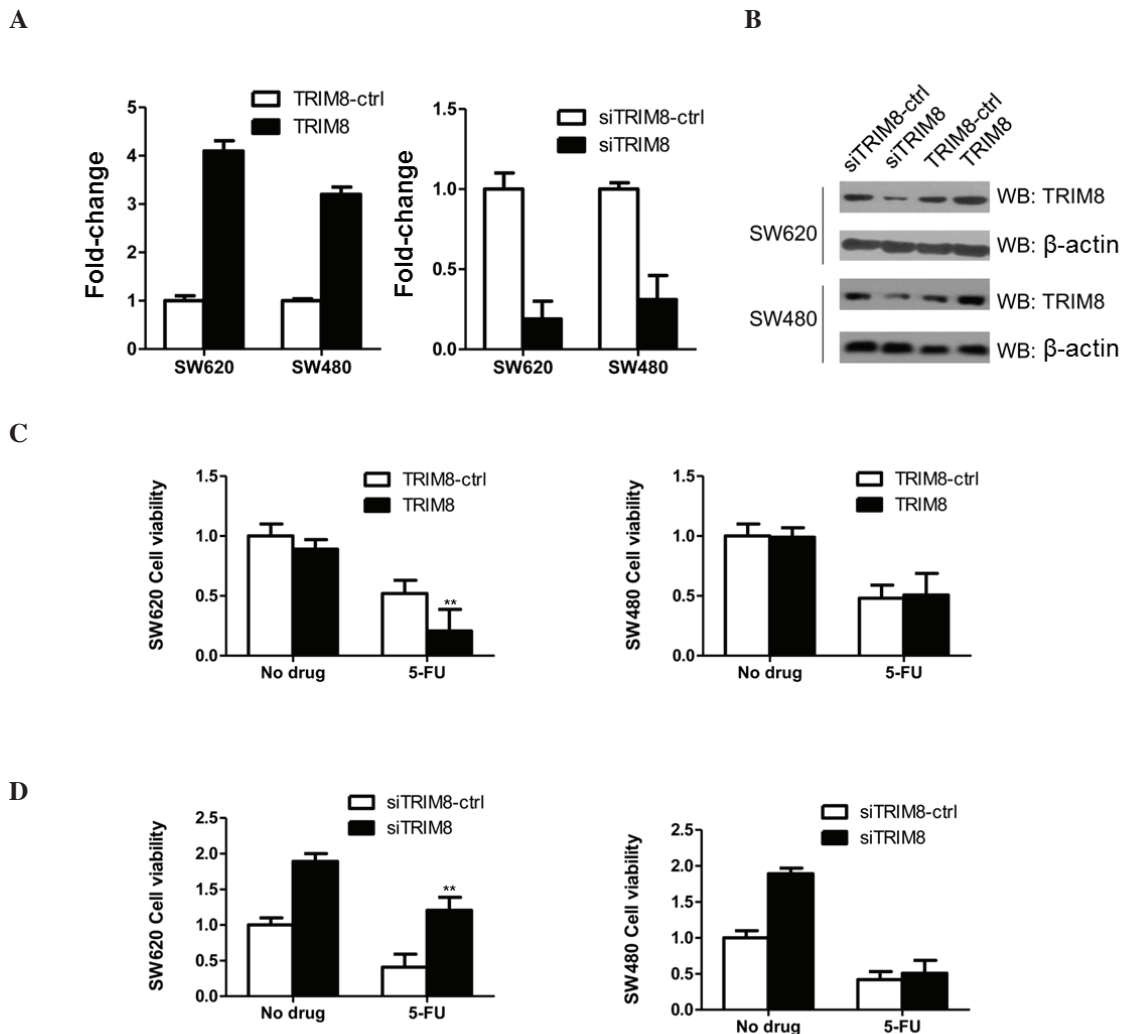 A
B
TRIM8-ctrl
TRIM8
Fold-change
5
4
3
2
1
0
SW620
SW480
siTRIM8-ctrl
siTRIM8
Fold-change
1.5
1.0
0.5
0.0
SW620
SW480
siTRIM8-ctrl
siTRIM8
TRIM8-ctrl
TRIM8
SW620
WB: TRIM8
WB: β-actin
SW480
WB: TRIM8
WB: β-actin
C
TRIM8-ctrl
TRIM8
SW620 Cell viability
1.5
1.0
0.5
0.0
**
No drug
5-FU
TRIM8-ctrl
TRIM8
SW480 Cell viability
1.5
1.0
0.5
0.0
No drug
5-FU
D
siTRIM8-ctrl
siTRIM8
SW620 Cell viability
2.5
2.0
1.5
1.0
0.5
0.0
**
No drug
5-FU
siTRIM8-ctrl
siTRIM8
SW480 Cell viability
2.5
2.0
1.5
1.0
0.5
0.0
No drug
5-FU